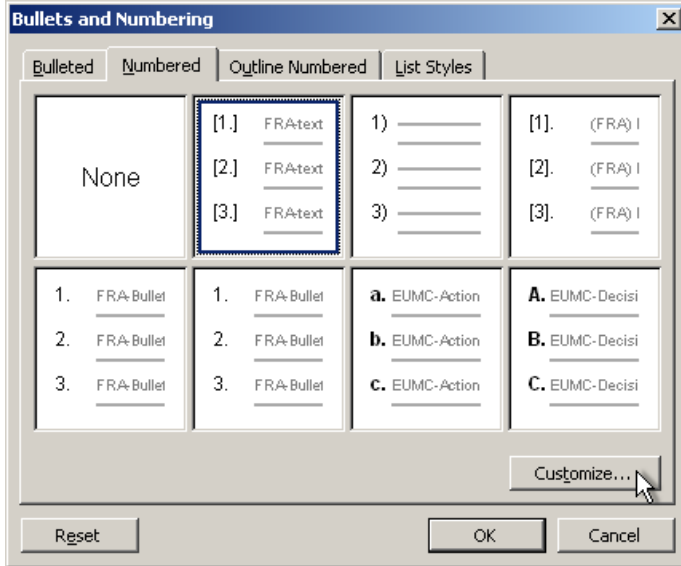 Bullets and Numbering
Bulleted Numbered Outline Numbered List Styles
None
[1.] FRA-text
[2.] FRA-text
[3.] FRA-text
1)
2)
3)
[1]. (FRA) I
[2]. (FRA) I
[3]. (FRA) I
1. FRA-Bullet
2. FRA-Bullet
3. FRA-Bullet
1. FRA-Bullet
2. FRA-Bullet
3. FRA-Bullet
a. EUMC-Action
b. EUMC-Action
c. EUMC-Action
A. EUMC-Decisi
B. EUMC-Decisi
C. EUMC-Decisi
Customize...
Reset OK Cancel